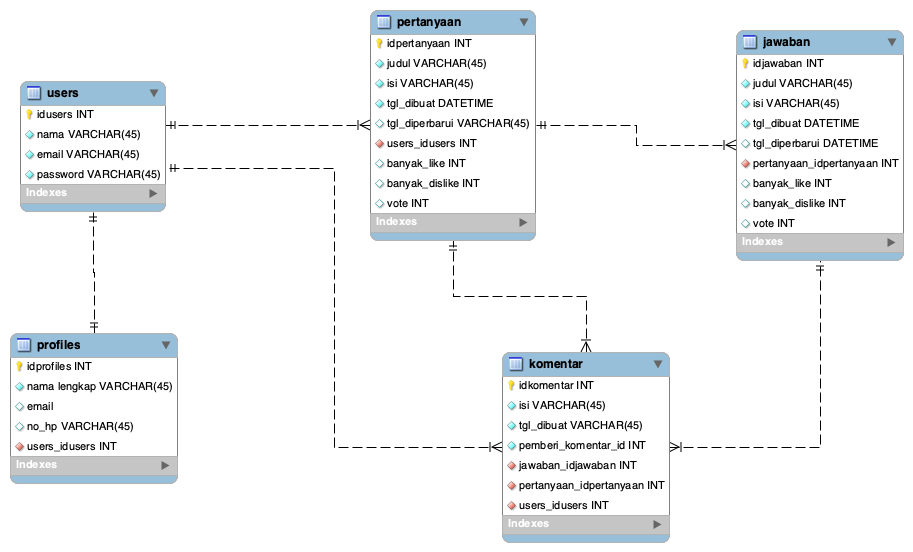 users
idusers INT
nama VARCHAR(45)
email VARCHAR(45)
password VARCHAR(45)
Indexes
profiles
idprofiles INT
nama lengkap VARCHAR(45)
email
no_hp VARCHAR(45)
users_idusers INT
Indexes
pertanyaan
idpertanyaan INT
judul VARCHAR(45)
isi VARCHAR(45)
tgl_dibuat DATETIME
tgl_diperbarui VARCHAR(45)
users_idusers INT
banyak_like INT
banyak_dislike INT
vote INT
Indexes
jawaban
idjawaban INT
judul VARCHAR(45)
isi VARCHAR(45)
tgl_dibuat DATETIME
tgl_diperbarui DATETIME
pertanyaan_idpertanyaan INT
banyak_like INT
banyak_dislike INT
vote INT
Indexes
komentar
idkomentar INT
isi VARCHAR(45)
tgl_dibuat VARCHAR(45)
pemberi_komentar_id INT
jawaban_idjawaban INT
pertanyaan_idpertanyaan INT
users_idusers INT
Indexes